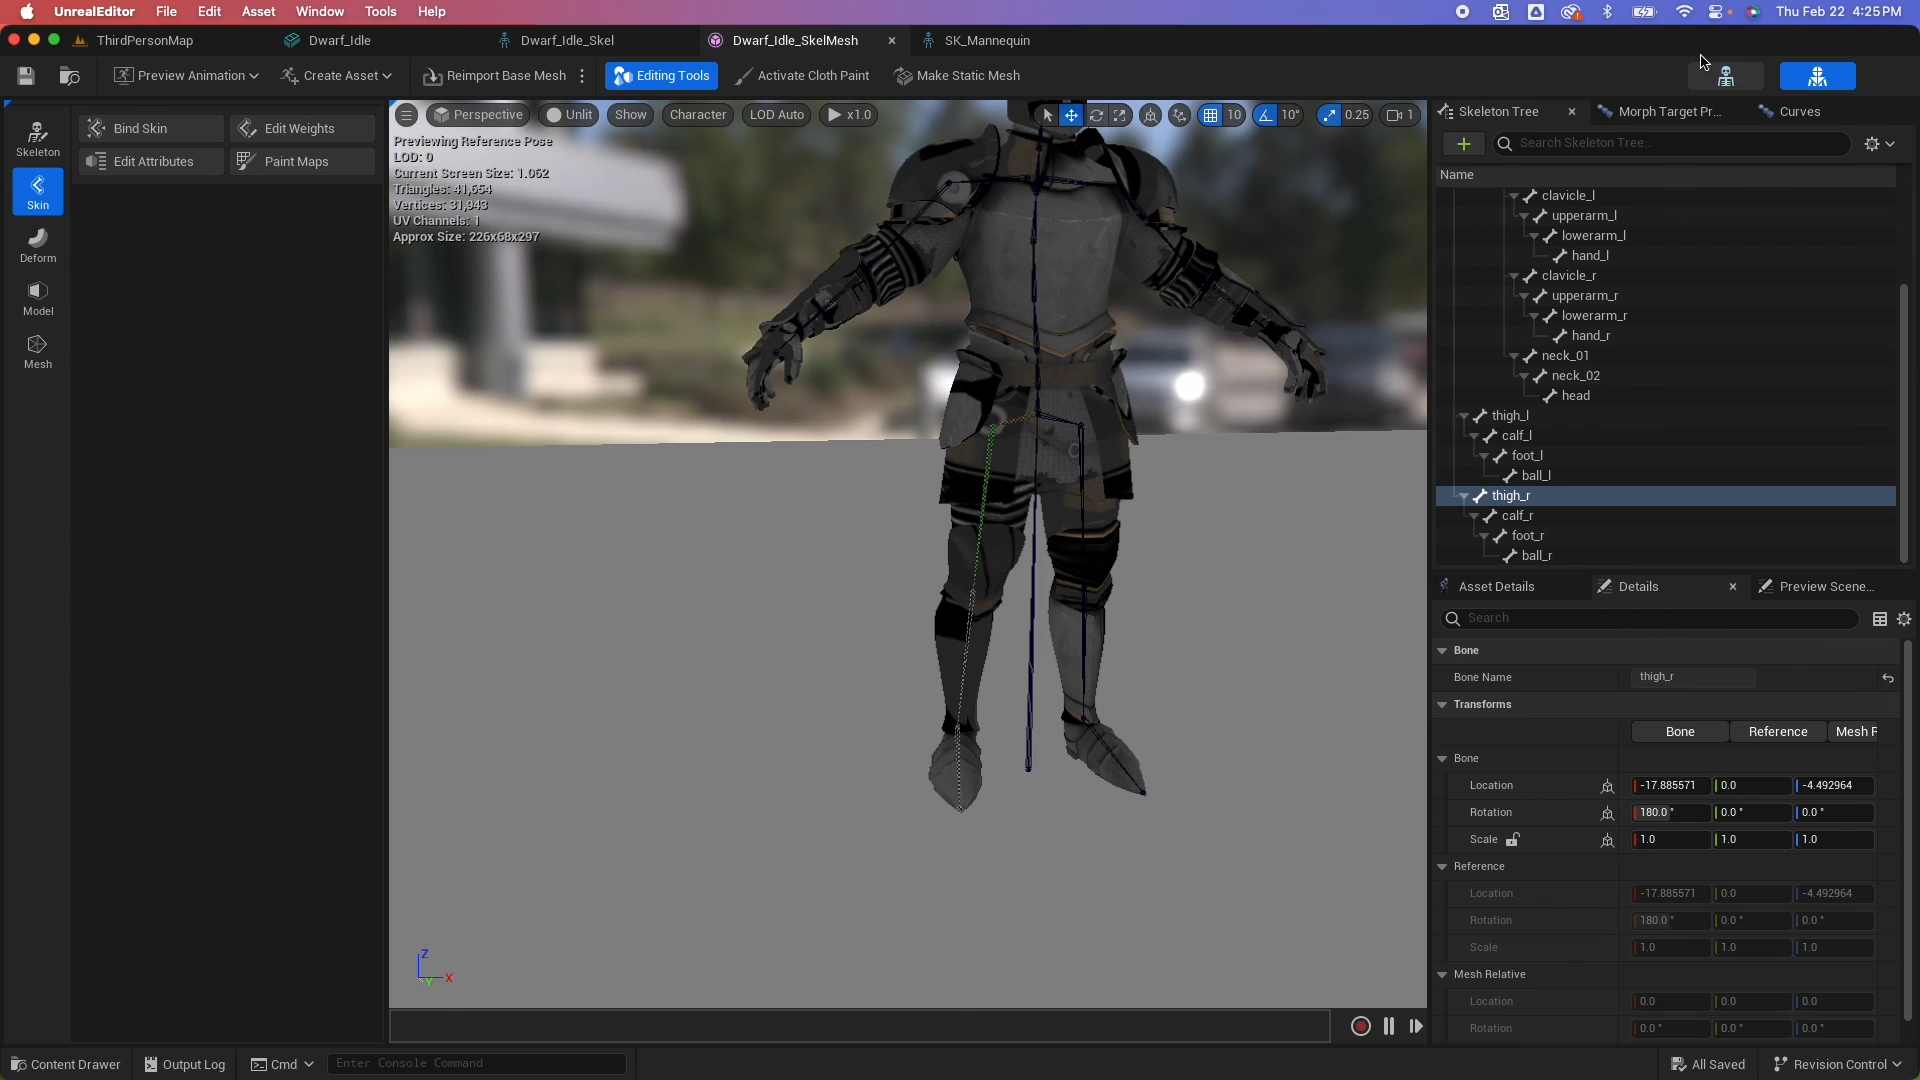 UnrealEditor File Edit Asset Window Tools Help
Thu Feb 22 4:25PM
ThirdPersonMap Dwarf_Idle Dwarf_Idle_Skel Dwarf_Idle_SkelMesh SK_Mannequin
Preview Animation Create Asset Reimport Base Mesh Editing Tools Activate Cloth Paint Make Static Mesh
Skeleton
Skin
Deform
Model
Mesh
Bind Skin Edit Weights
Edit Attributes Paint Maps
Perspective Unlit Show Character LOD Auto x1.0 10 10° 0.25 1
Previewing Reference Pose
LOD: 0
Current Screen Size: 1.062
Triangles: 41,654
Vertices: 31,943
UV Channels: 1
Approx Size: 226x68x297
Z
X
Y
Skeleton Tree Morph Target Pr... Curves
Search Skeleton Tree...
Name
clavicle_l
upperarm_l
lowerarm_l
hand_l
clavicle_r
upperarm_r
lowerarm_r
hand_r
neck_01
neck_02
head
thigh_l
calf_l
foot_l
ball_l
thigh_r
calf_r
foot_r
ball_r
Asset Details Details Preview Scene...
Search
Bone
Bone Name thigh_r
Transforms
Bone Reference Mesh R
Bone
Location -17.885571 0.0 -4.492964
Rotation 180.0 ° 0.0 ° 0.0 °
Scale 1.0 1.0 1.0
Reference
Location -17.885571 0.0 -4.492964
Rotation 180.0 ° 0.0 ° 0.0 °
Scale 1.0 1.0 1.0
Mesh Relative
Location 0.0 0.0 0.0
Rotation 0.0 ° 0.0 ° 0.0 °
Content Drawer Output Log Cmd Enter Console Command All Saved Revision Control